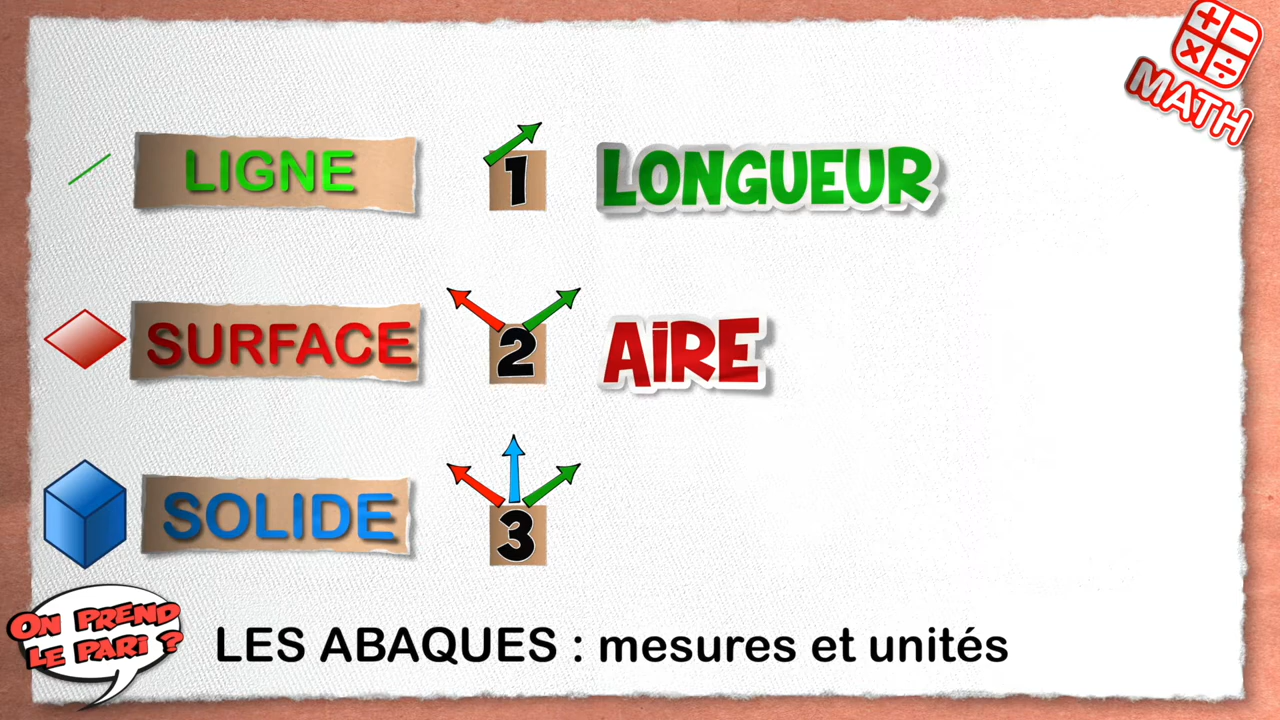 MATH
LIGNE
1
LONGUEUR
SURFACE
2
AiRE
SOLIDE
3
ON PREND
LE PARI ?
LES ABAQUES : mesures et unités